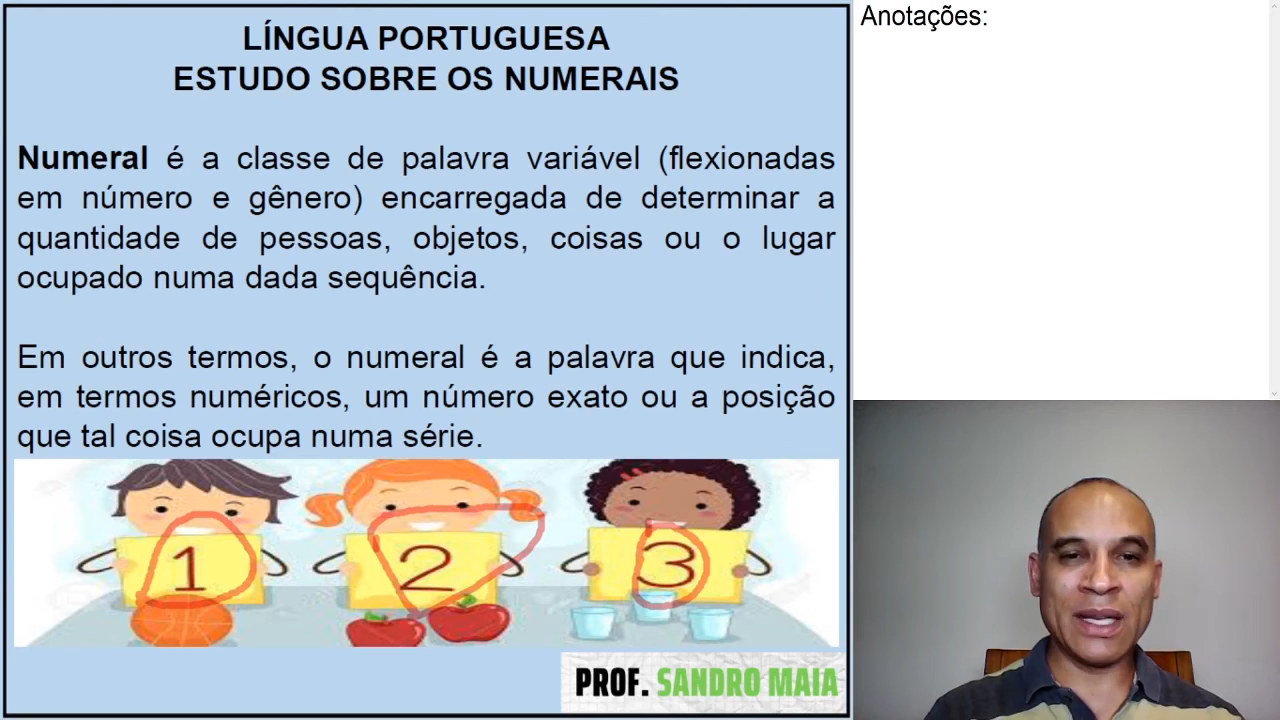 LÍNGUA PORTUGUESA
ESTUDO SOBRE OS NUMERAIS
Numeral é a classe de palavra variável (flexionadas
em número e gênero) encarregada de determinar a
quantidade de pessoas, objetos, coisas ou o lugar
ocupado numa dada sequência.
Em outros termos, o numeral é a palavra que indica,
em termos numéricos, um número exato ou a posição
que tal coisa ocupa numa série.
1 2 3
PROF. SANDRO MAIA
Anotações: